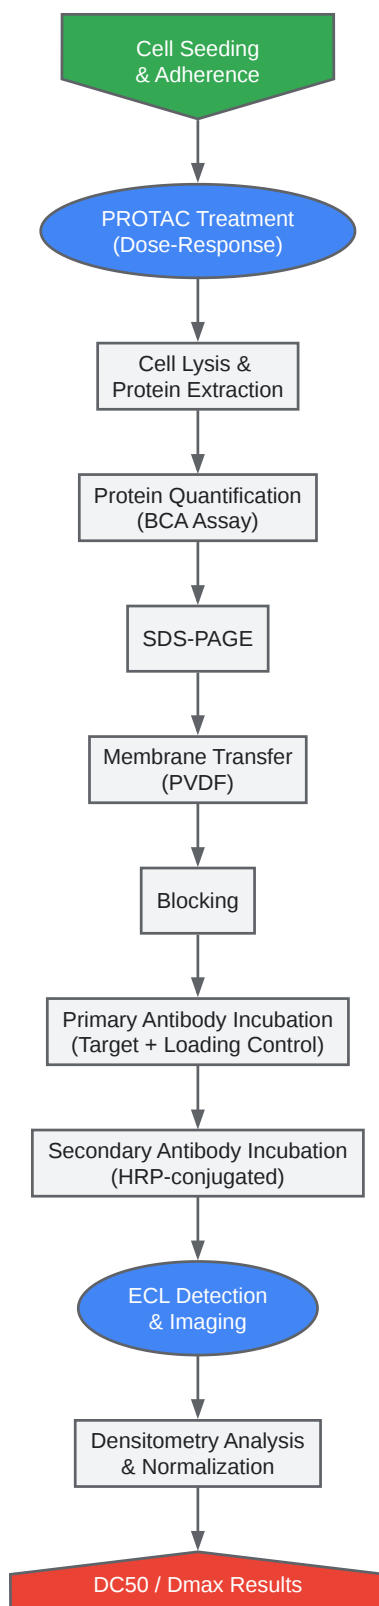 Cell Seeding
& Adherence
PROTAC Treatment
(Dose-Response)
Cell Lysis &
Protein Extraction
Protein Quantification
(BCA Assay)
SDS-PAGE
Membrane Transfer
(PVDF)
Blocking
Primary Antibody Incubation
(Target + Loading Control)
Secondary Antibody Incubation
(HRP-conjugated)
ECL Detection
& Imaging
Densitometry Analysis
& Normalization
DC50 / Dmax Results